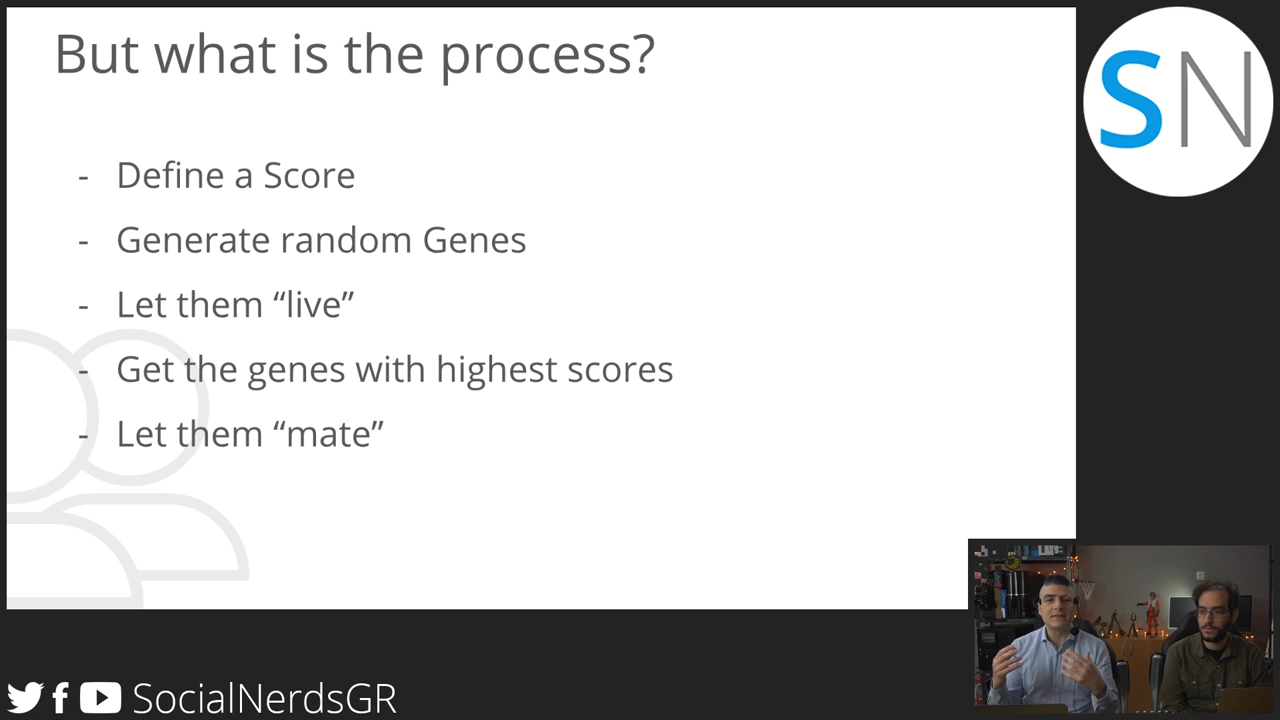 But what is the process?
SN
- Define a Score
- Generate random Genes
- Let them “live”
- Get the genes with highest scores
- Let them “mate”
SocialNerdsGR